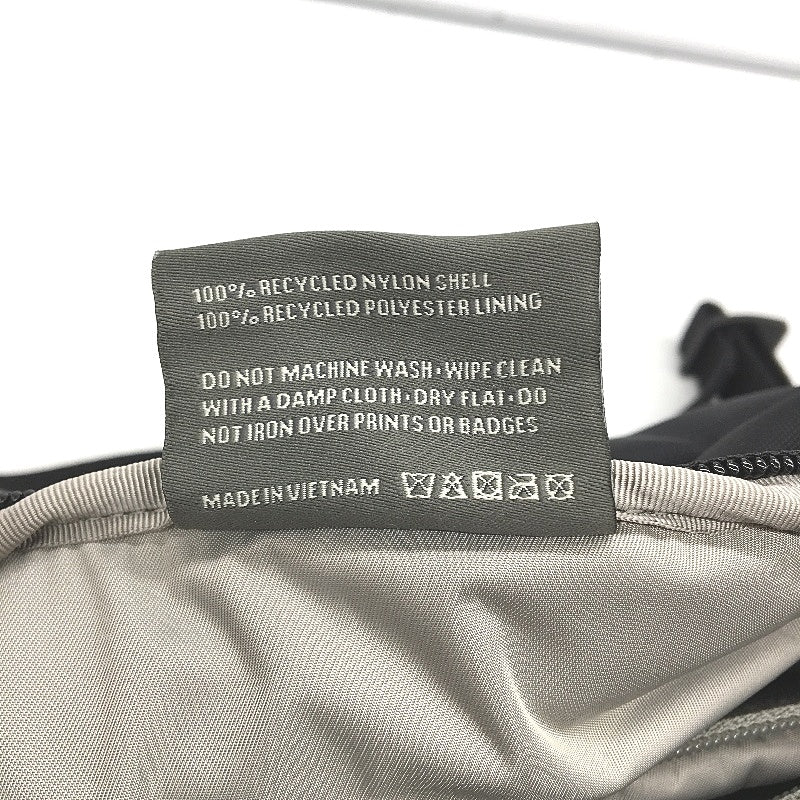 100% RECYCLED NYLON SHELL
100% RECYCLED POLYESTER LINING
DO NOT MACHINE WASH · WIPE CLEAN
WITH A DAMP CLOTH · DRY FLAT · DO
NOT IRON OVER PRINTS OR BADGES
MADE IN VIETNAM